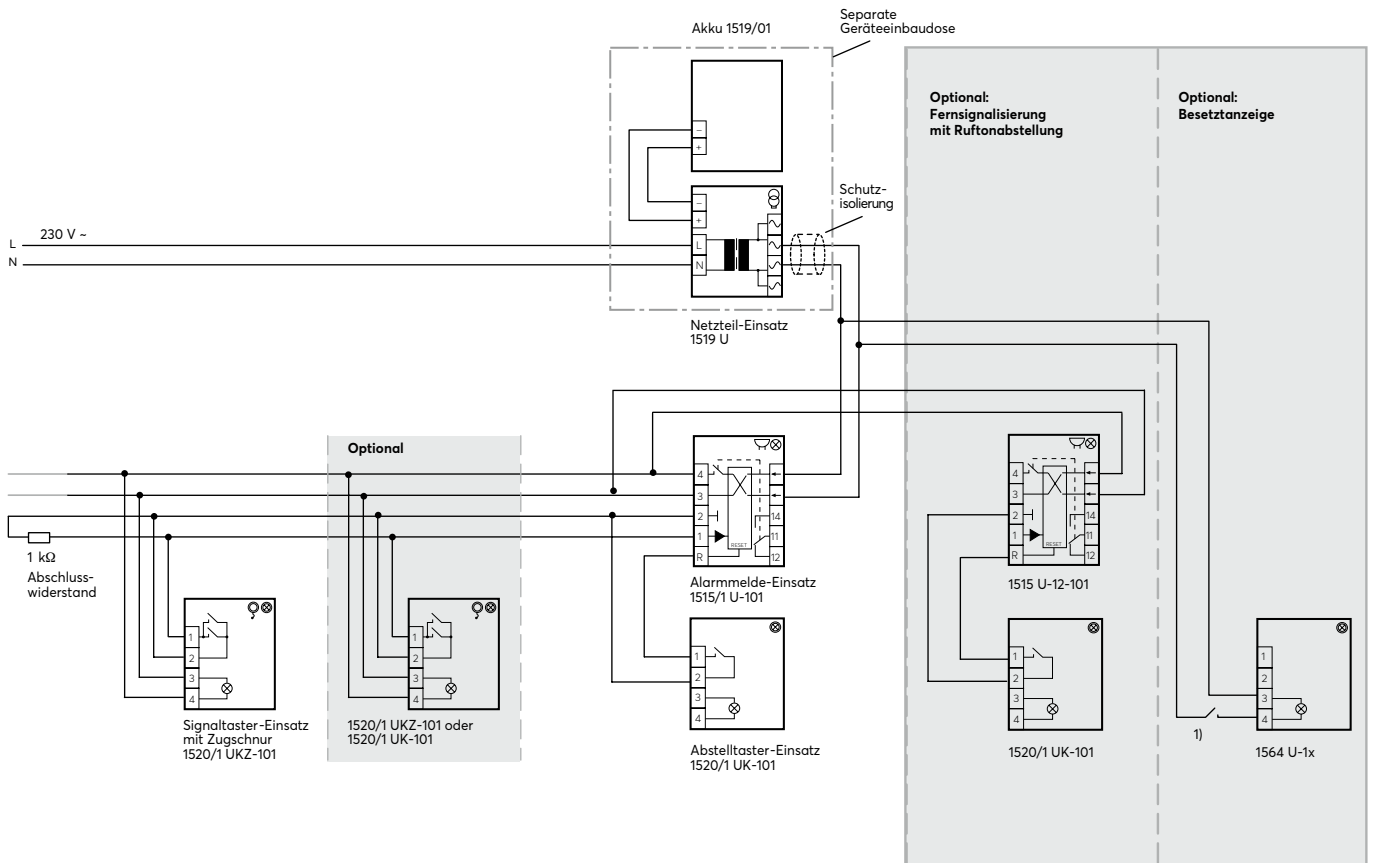 Akku 1519/01
Separate
Geräteeinbaudose
Optional:
Fernsignalisierung
mit Ruftonabstellung
Optional:
Besetztanzeige
–
+
Schutz-
isolierung
–
+
L
N
L
230 V ~
N
Netzteil-Einsatz
1519 U
Optional
4
3
2
1
R
14
11
12
RESET
4
3
2
1
R
14
11
12
RESET
1 kΩ
Abschluss-
widerstand
Alarmmelde-Einsatz
1515/1 U-101
1515 U-12-101
1
2
3
4
1
2
3
4
1
2
3
4
1
2
3
4
1
2
3
4
Signaltaster-Einsatz
mit Zugschnur
1520/1 UKZ-101
1520/1 UKZ-101 oder
1520/1 UK-101
Abstelltaster-Einsatz
1520/1 UK-101
1520/1 UK-101
1)
1564 U-1x